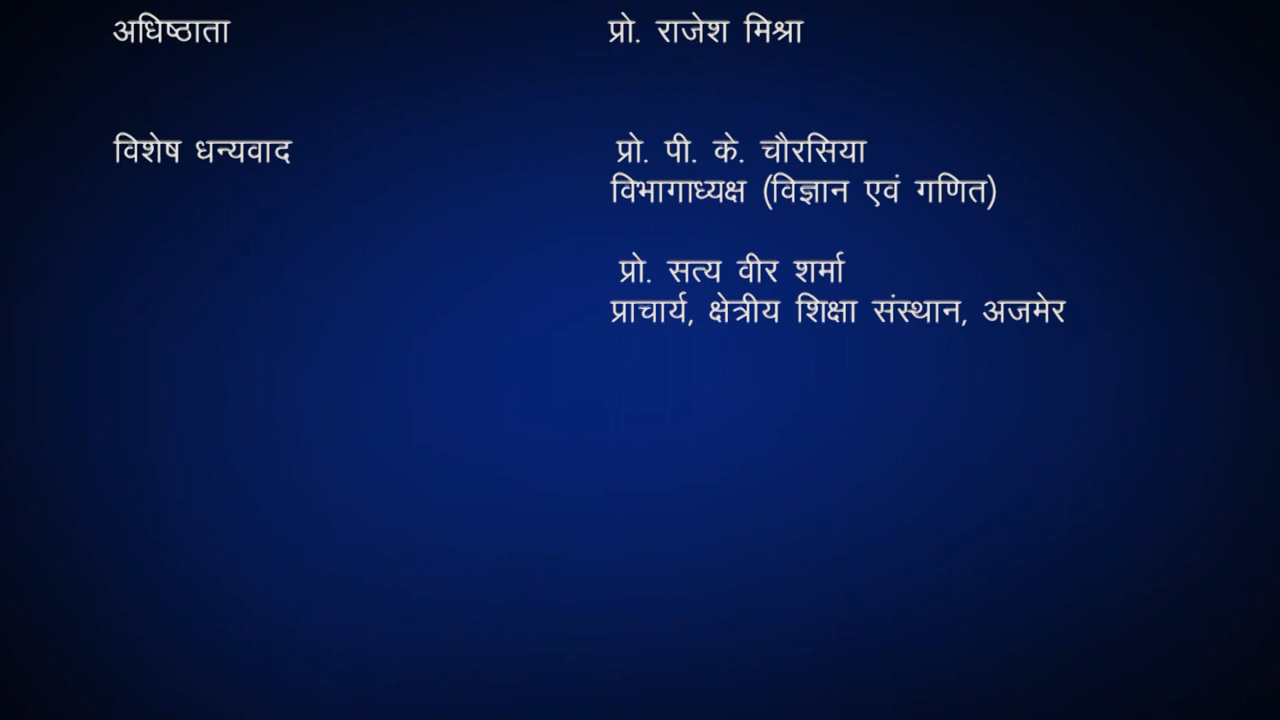 अधिष्ठाता प्रो. राजेश मिश्रा
विशेष धन्यवाद प्रो. पी. के. चौरसिया
विभागाध्यक्ष (विज्ञान एवं गणित)
प्रो. सत्य वीर शर्मा
प्राचार्य, क्षेत्रीय शिक्षा संस्थान, अजमेर